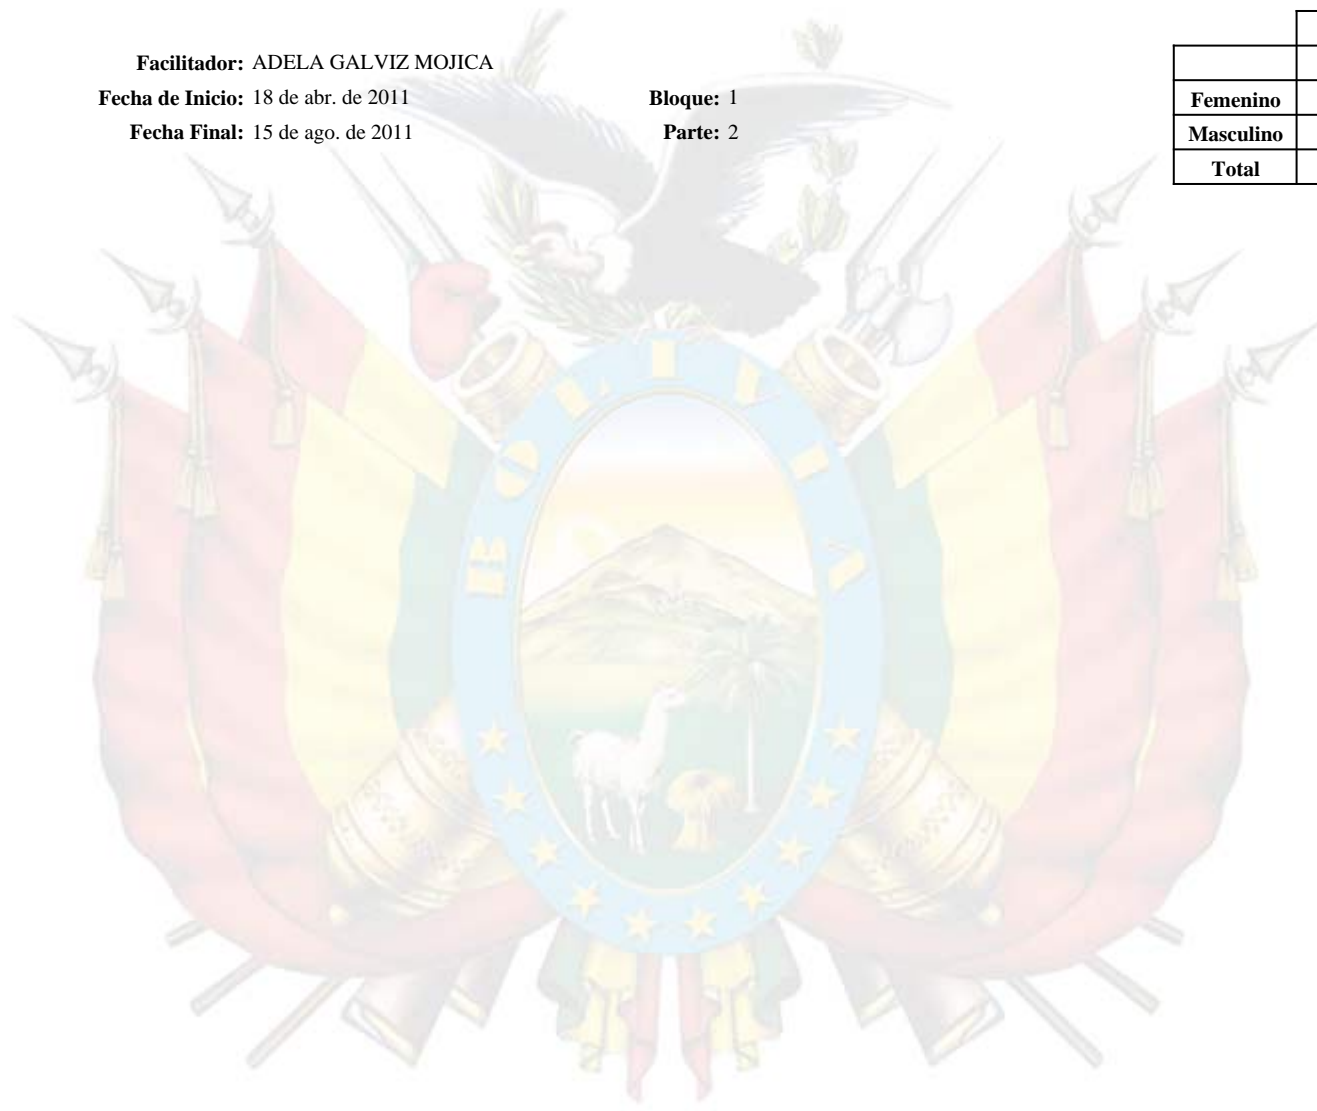 Facilitador: ADELA GALVIZ MOJICA
Fecha de Inicio: 18 de abr. de 2011 Bloque: 1
Fecha Final: 15 de ago. de 2011 Parte: 2
Femenino
Masculino
Total
BOLIVIA